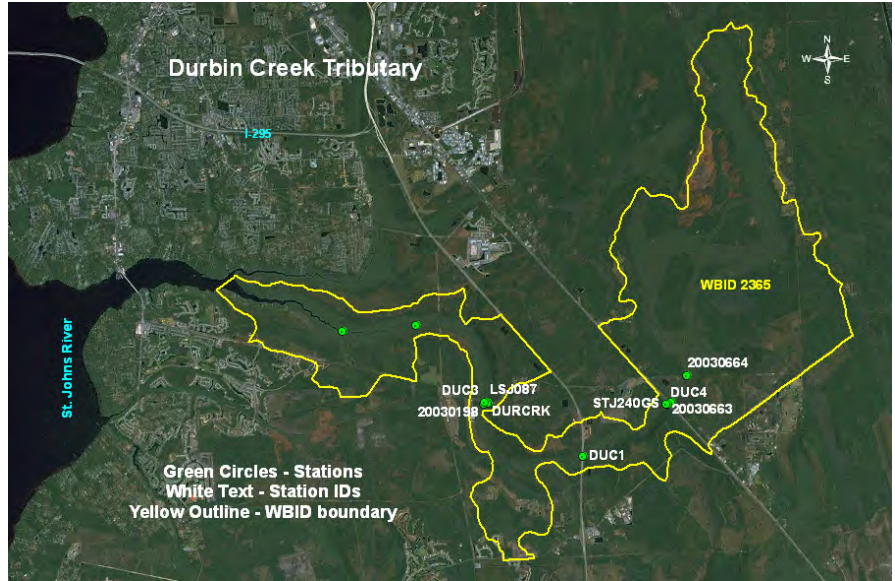 Durbin Creek Tributary
N
W E
S
I-295
WBID 2365
St. Johns River
20030664
DUC3 LSJ087
DUC4
STJ240GS
20030198 DURCRK
20030663
DUC1
Green Circles - Stations
White Text - Station IDs
Yellow Outline - WBID boundary